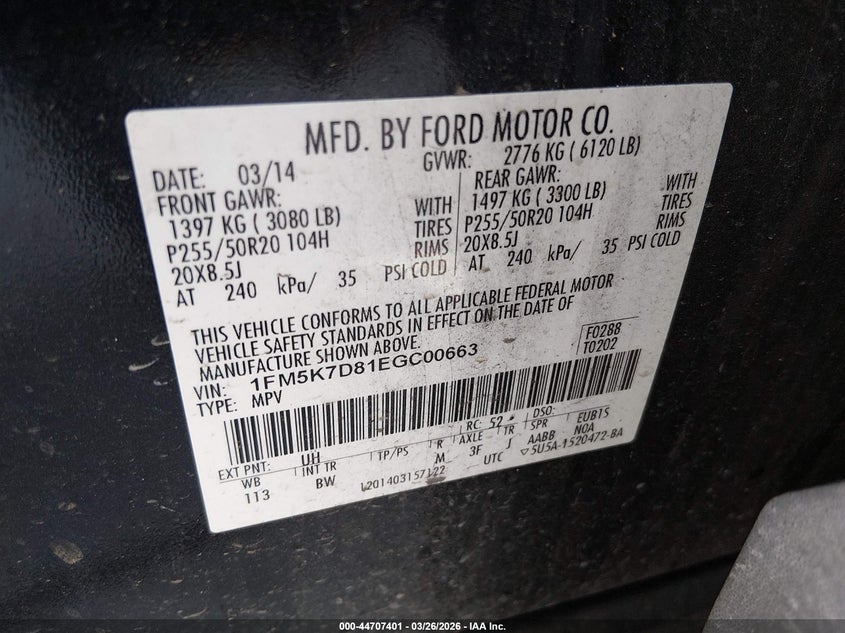 MFD. BY FORD MOTOR CO.
DATE: 03/14
GVWR: 2776 KG ( 6120 LB)
FRONT GAWR:
1397 KG ( 3080 LB) WITH
P255/50R20 104H TIRES
20X8.5J RIMS
AT 240 kPa/ 35 PSI COLD
REAR GAWR:
1497 KG ( 3300 LB) WITH
P255/50R20 104H TIRES
20X8.5J RIMS
AT 240 kPa/ 35 PSI COLD
THIS VEHICLE CONFORMS TO ALL APPLICABLE FEDERAL MOTOR
VEHICLE SAFETY STANDARDS IN EFFECT ON THE DATE OF
MANUFACTURE SHOWN ABOVE.
F0288
T0202
VIN: 1FM5K7D81EGC00663
TYPE: MPV
EXT PNT: UH RC: 52 DSO:
WB INT TR TP/PS R AXLE TR SPR EUB1S
113 BW M 3F J AABB NOA
UTC ▽5U5A-1520472-BA
000-44707401 - 03/26/2026 - IAA Inc.